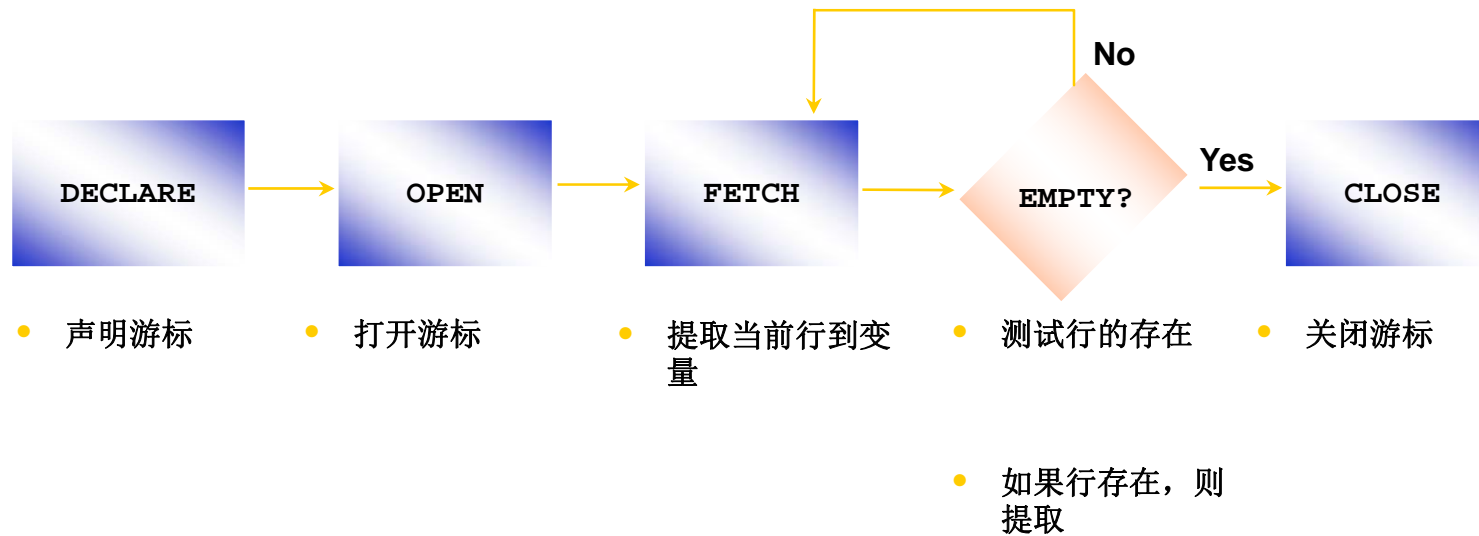 No
Yes
DECLARE
OPEN
FETCH
EMPTY?
CLOSE
• 声明游标
• 打开游标
• 提取当前行到变
量
• 测试行的存在
• 关闭游标
• 如果行存在，则
提取